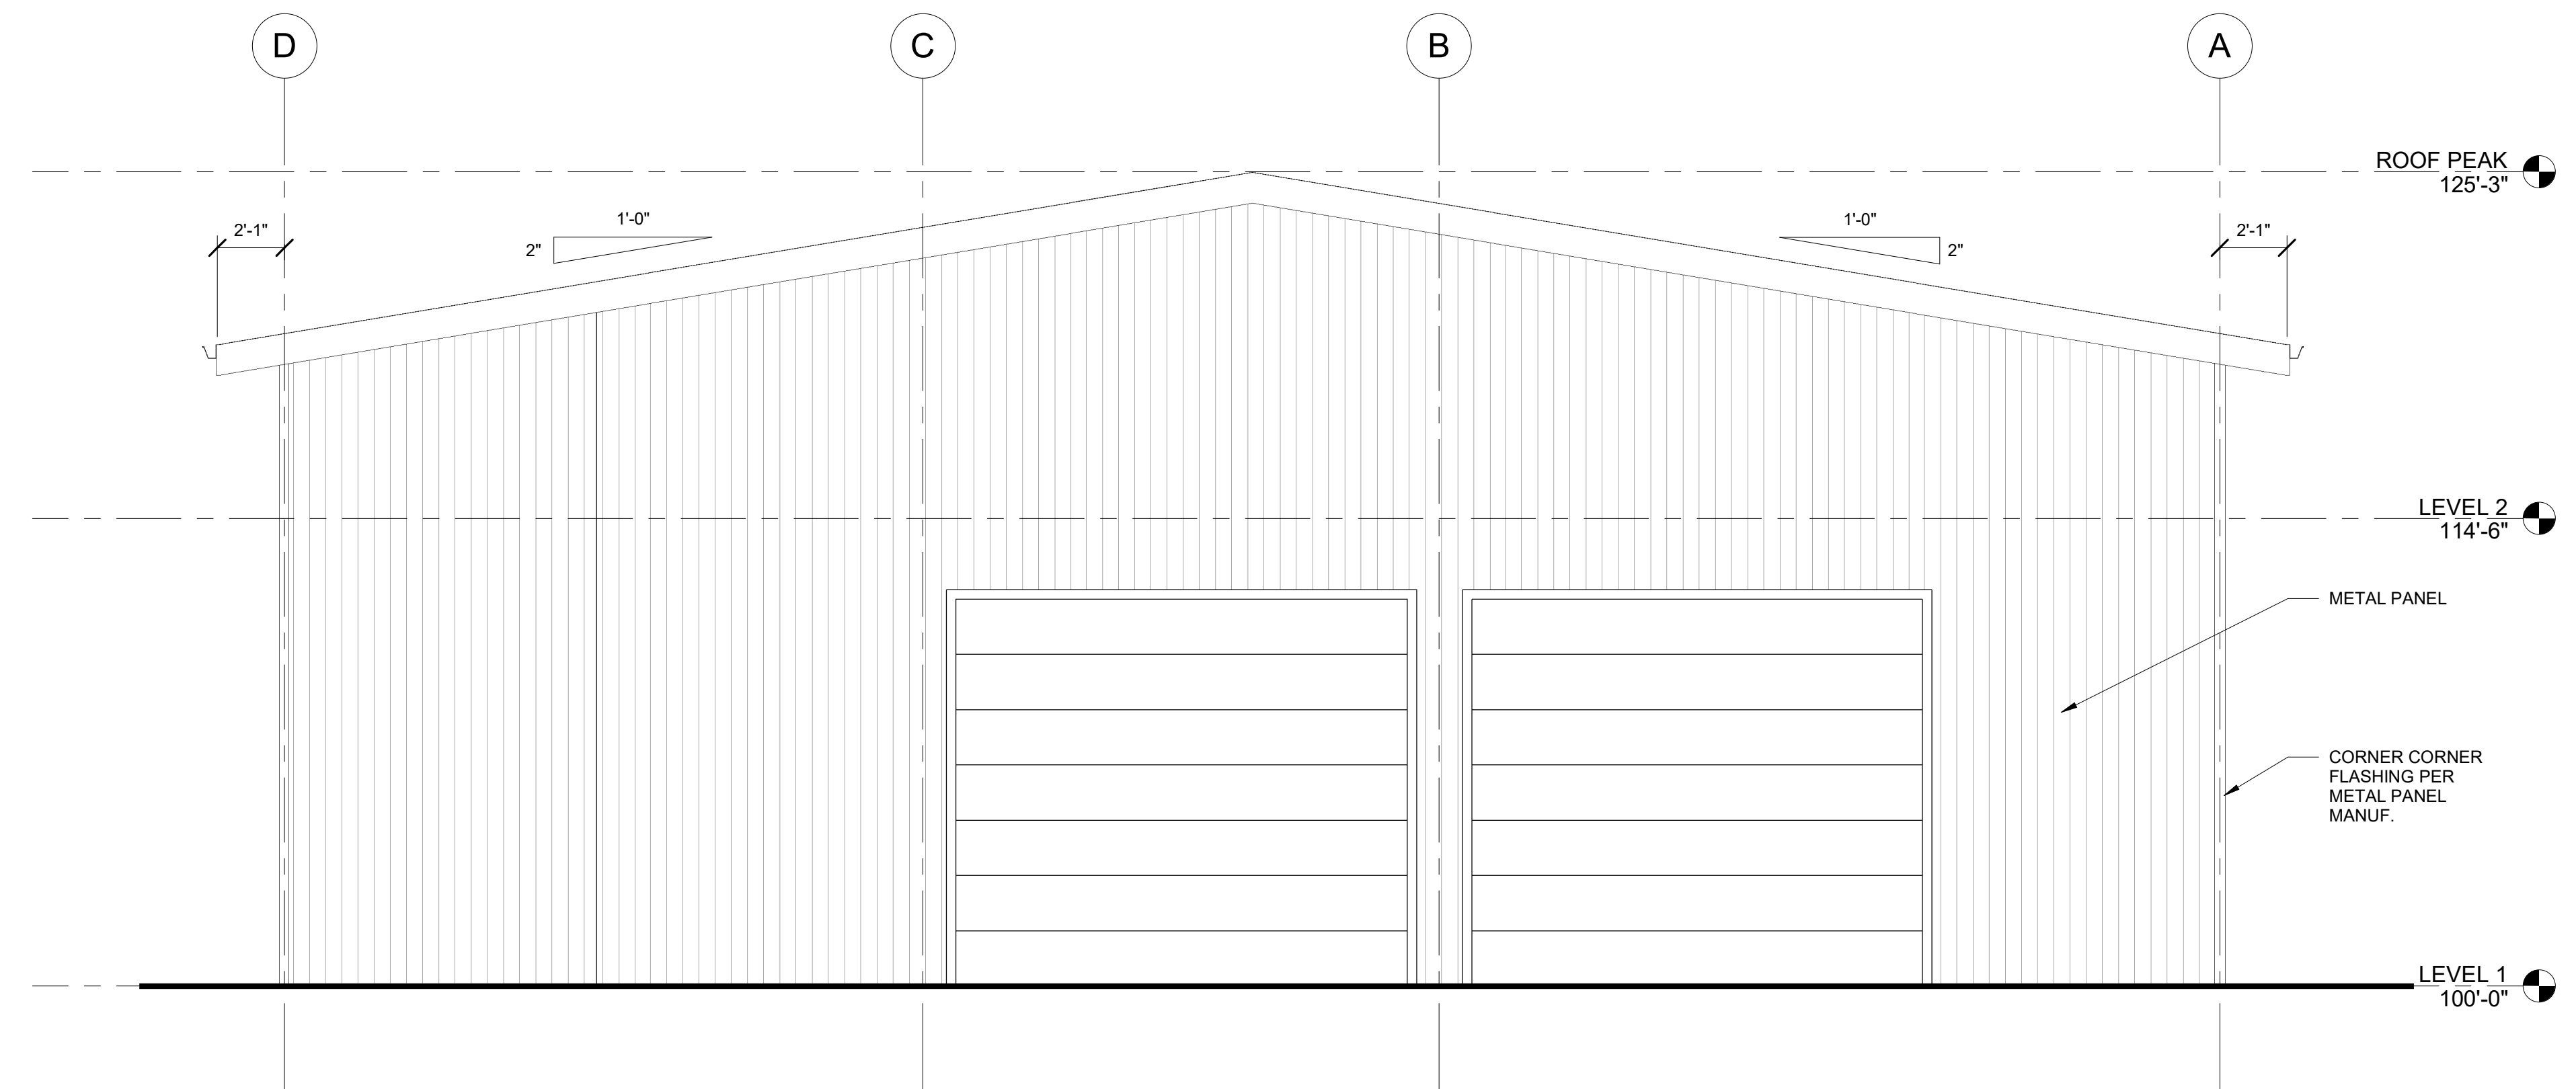 D
C
B
A
ROOF PEAK
125'-3"
2'-1"
1'-0"
2"
1'-0"
2"
2'-1"
LEVEL 2
114'-6"
METAL PANEL
CORNER CORNER
FLASHING PER
METAL PANEL
MANUF.
LEVEL 1
100'-0"